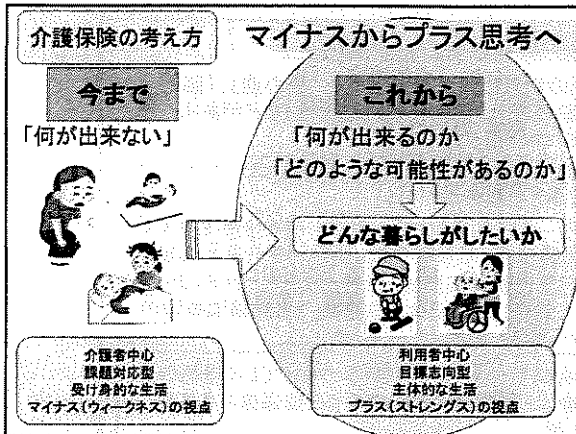 介護保険の考え方
マイナスからプラス思考へ
今まで
「何が出来ない」
これから
「何が出来るのか
「どのような可能性があるのか」
どんな暮らしがしたいか
介護者中心
課題対応型
受け身的な生活
マイナス(ウィークネス)の視点
利用者中心
目標志向型
主体的な生活
プラス(ストレングス)の視点